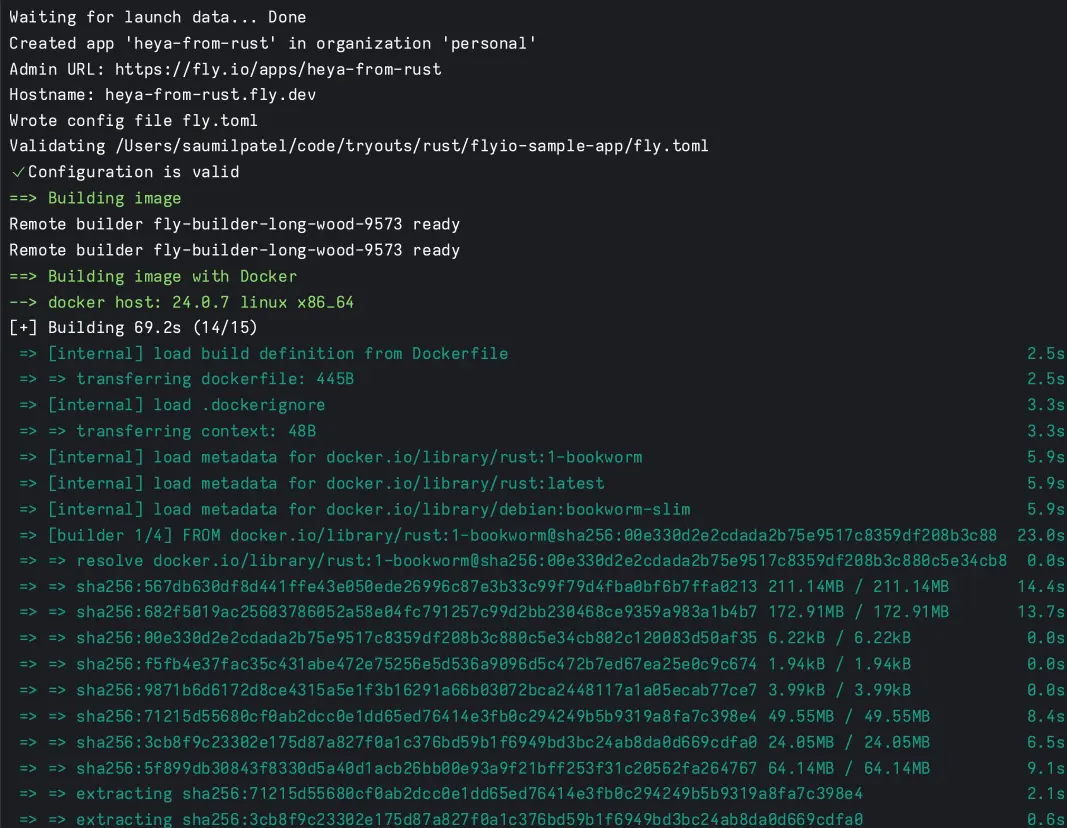 Waiting for launch data... Done
Created app 'heya-from-rust' in organization 'personal'
Admin URL: https://fly.io/apps/heya-from-rust
Hostname: heya-from-rust.fly.dev
Wrote config file fly.toml
Validating /Users/saumilpatel/code/tryouts/rust/flyio-sample-app/fly.toml
✓Configuration is valid
==> Building image
Remote builder fly-builder-long-wood-9573 ready
Remote builder fly-builder-long-wood-9573 ready
==> Building image with Docker
--> docker host: 24.0.7 linux x86_64
[+] Building 69.2s (14/15)
=> [internal] load build definition from Dockerfile 2.5s
=> => transferring dockerfile: 445B 2.5s
=> [internal] load .dockerignore 3.3s
=> => transferring context: 48B 3.3s
=> [internal] load metadata for docker.io/library/rust:1-bookworm 5.9s
=> [internal] load metadata for docker.io/library/rust:latest 5.9s
=> [internal] load metadata for docker.io/library/debian:bookworm-slim 5.9s
=> [builder 1/4] FROM docker.io/library/rust:1-bookworm@sha256:00e330d2e2cdada2b75e9517c8359df208b3c88 23.0s
=> => resolve docker.io/library/rust:1-bookworm@sha256:00e330d2e2cdada2b75e9517c8359df208b3c880c5e34cb8 0.0s
=> => sha256:567db630df8d441ffe43e050ede26996c87e3b33c99f79d4fba0bf6b7ffa0213 211.14MB / 211.14MB 14.4s
=> => sha256:682f5019ac25603786052a58e04fc791257c99d2bb230468ce9359a983a1b4b7 172.91MB / 172.91MB 13.7s
=> => sha256:00e330d2e2cdada2b75e9517c8359df208b3c880c5e34cb802c120083d50af35 6.22kB / 6.22kB 0.0s
=> => sha256:f5fb4e37fac35c431abe472e75256e5d536a9096d5c472b7ed67ea25e0c9c674 1.94kB / 1.94kB 0.0s
=> => sha256:9871b6d6172d8ce4315a5e1f3b16291a66b03072bca2448117a1a05ecab77ce7 3.99kB / 3.99kB 0.0s
=> => sha256:71215d55680cf0ab2dcc0e1dd65ed76414e3fb0c294249b5b9319a8fa7c398e4 49.55MB / 49.55MB 8.4s
=> => sha256:3cb8f9c23302e175d87a827f0a1c376bd59b1f6949bd3bc24ab8da0d669cdfa0 24.05MB / 24.05MB 6.5s
=> => sha256:5f899db30843f8330d5a40d1acb26bb00e93a9f21bff253f31c20562fa264767 64.14MB / 64.14MB 9.1s
=> => extracting sha256:71215d55680cf0ab2dcc0e1dd65ed76414e3fb0c294249b5b9319a8fa7c398e4 2.1s
=> => extracting sha256:3cb8f9c23302e175d87a827f0a1c376bd59b1f6949bd3bc24ab8da0d669cdfa0 0.6s